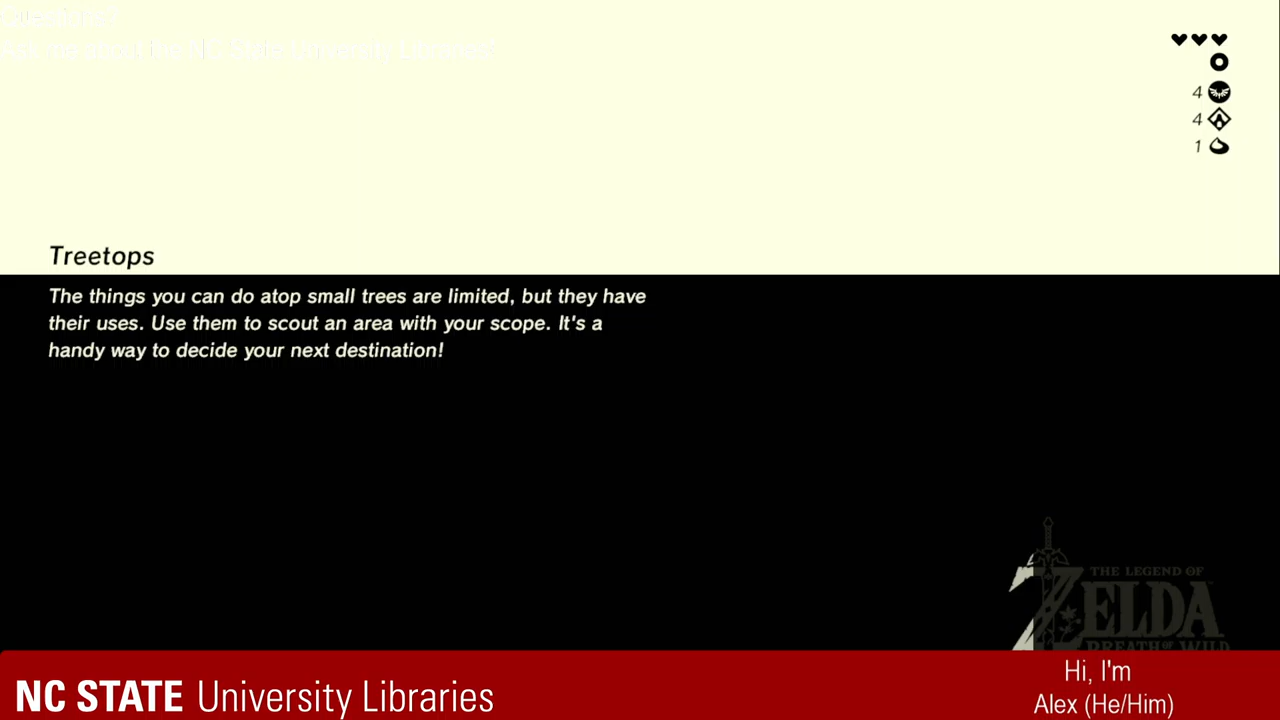 Questions?
Ask me about the NC State University Libraries!
4
4
1
Treetops
The things you can do atop small trees are limited, but they have
their uses. Use them to scout an area with your scope. It's a
handy way to decide your next destination!
THE LEGEND OF
ZELDA
BREATH OF THE WILD
Hi, I'm
NC STATE University Libraries
Alex (He/Him)